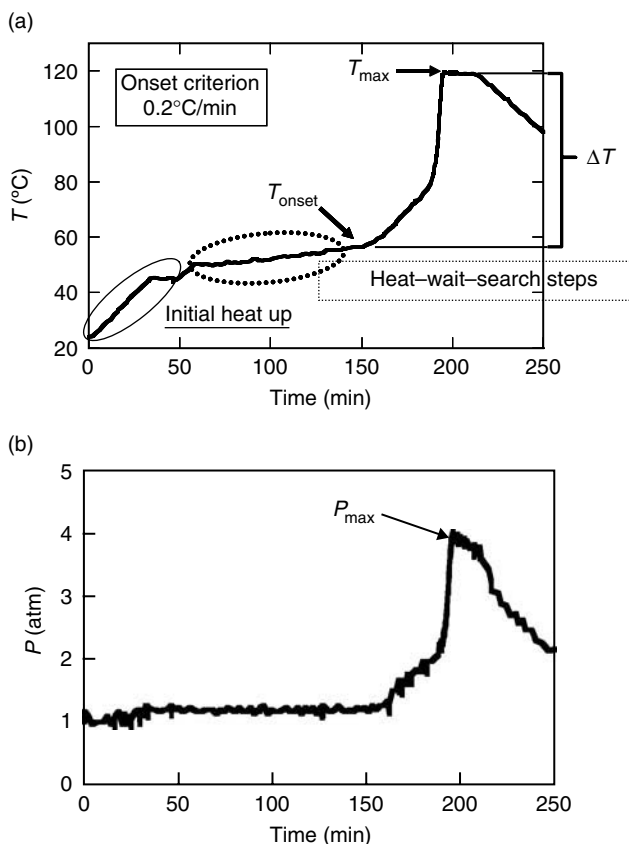 (a)
120
100
80
60
40
20
T (°C)
Onset criterion
0.2°C/min
Tmax
Tonset
ΔT
Heat–wait–search steps
Initial heat up
0
50
100
150
200
250
Time (min)
(b)
5
4
3
2
1
0
P (atm)
Pmax
0
50
100
150
200
250
Time (min)